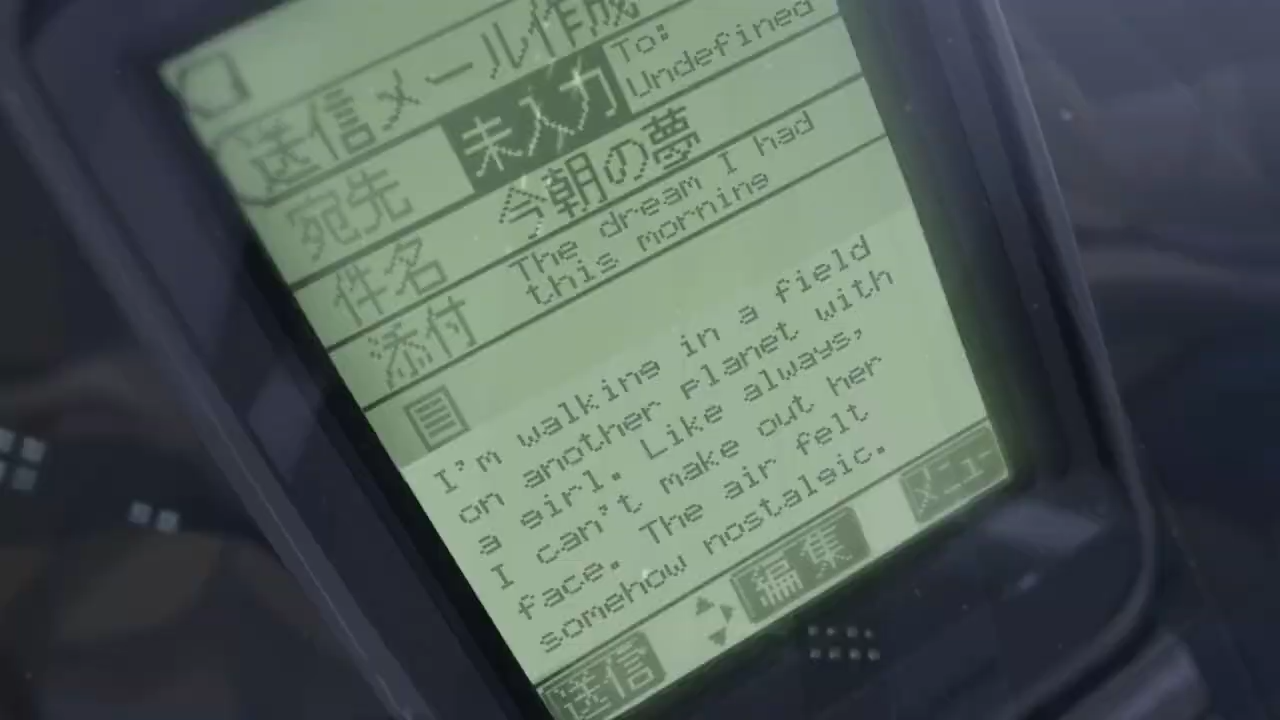 送信メール作成
宛先 未入力 To: Undefined
件名 今朝の夢
The dream I had
this morning
添付
I'm walking in a field
on another planet with
a girl. Like always,
I can't make out her
face. The air felt
somehow nostalgic.
送信 編集 メニュー